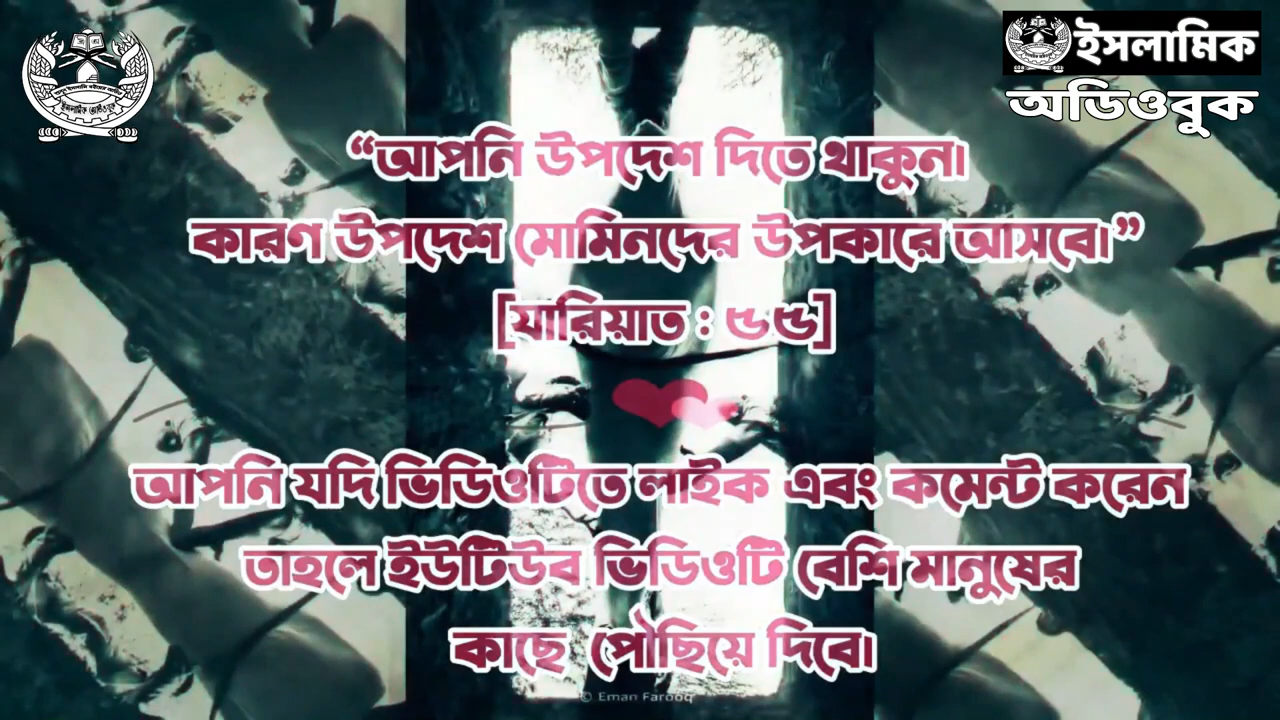 ইসলামিক
অডিওবুক
“আপনি উপদেশ দিতে থাকুন।
কারণ উপদেশ মোমিনদের উপকারে আসবে।”
[যারিয়াত : ৫৫]
আপনি যদি ভিডিওটিতে লাইক এবং কমেন্ট করেন
তাহলে ইউটিউব ভিডিওটি বেশি মানুষের
কাছে পৌছিয়ে দিবে।
© Eman Farooq